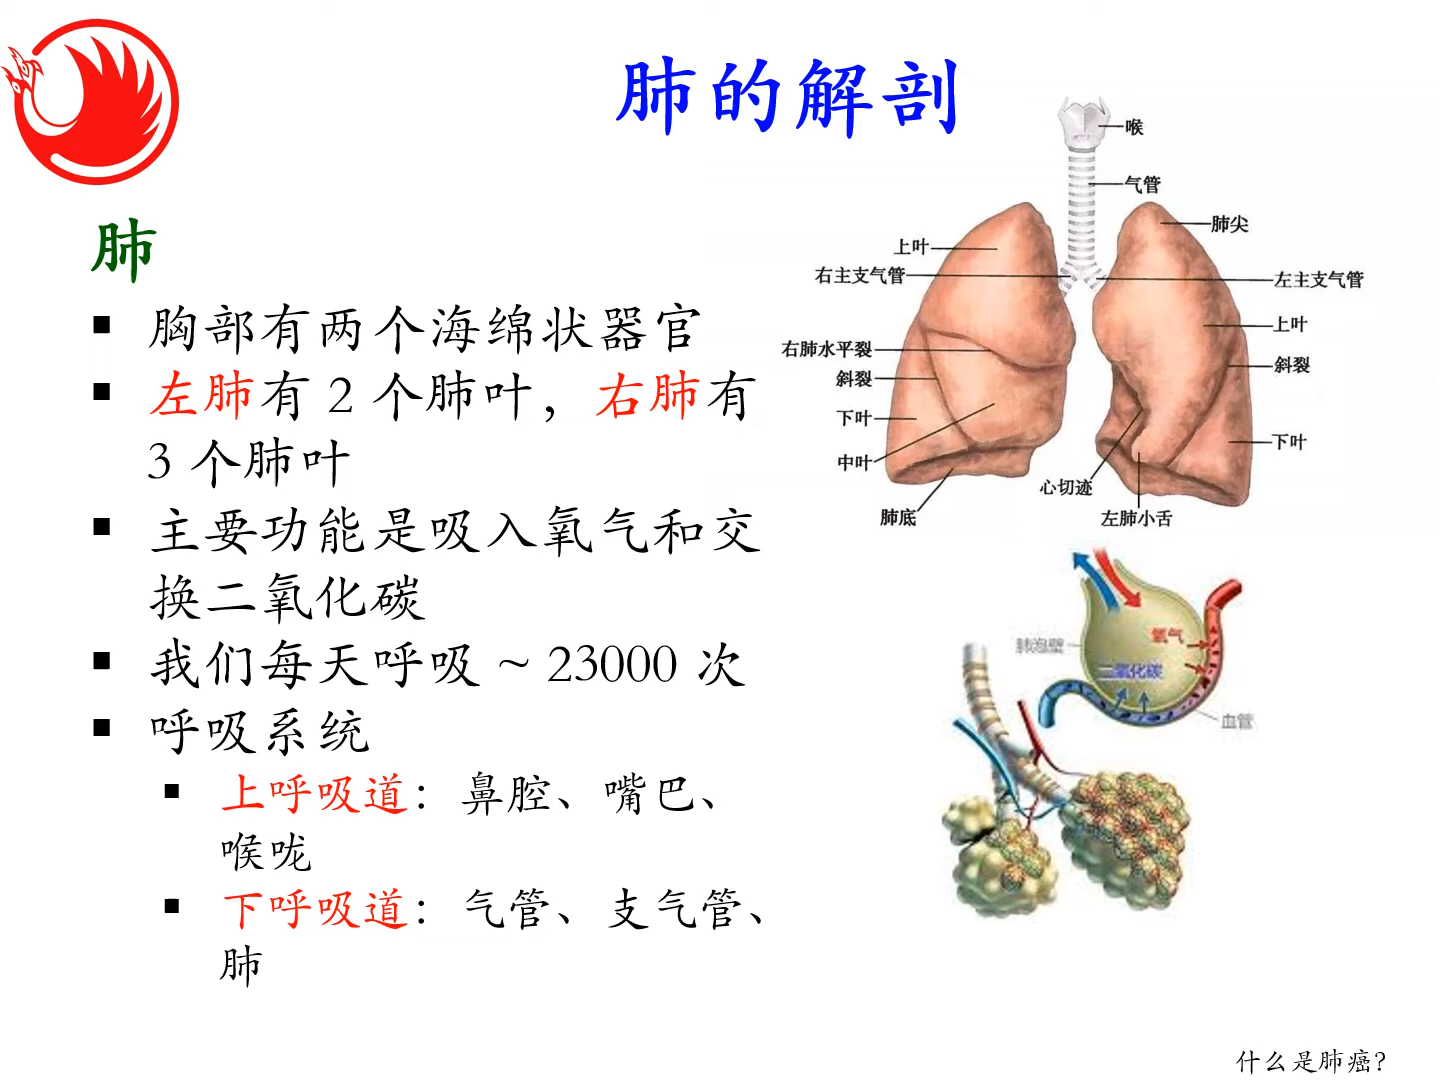 肺的解剖
肺
▪ 胸部有两个海绵状器官
▪ 左肺有 2 个肺叶，右肺有
3 个肺叶
▪ 主要功能是吸入氧气和交
换二氧化碳
▪ 我们每天呼吸 ~ 23000 次
▪ 呼吸系统
▪ 上呼吸道：鼻腔、嘴巴、
喉咙
▪ 下呼吸道：气管、支气管、
肺
喉
气管
肺尖
上叶
右主支气管
左主支气管
上叶
右肺水平裂
斜裂
斜裂
下叶
下叶
中叶
心切迹
肺底
左肺小舌
氧气
肺泡壁
二氧化碳
血管
什么是肺癌？